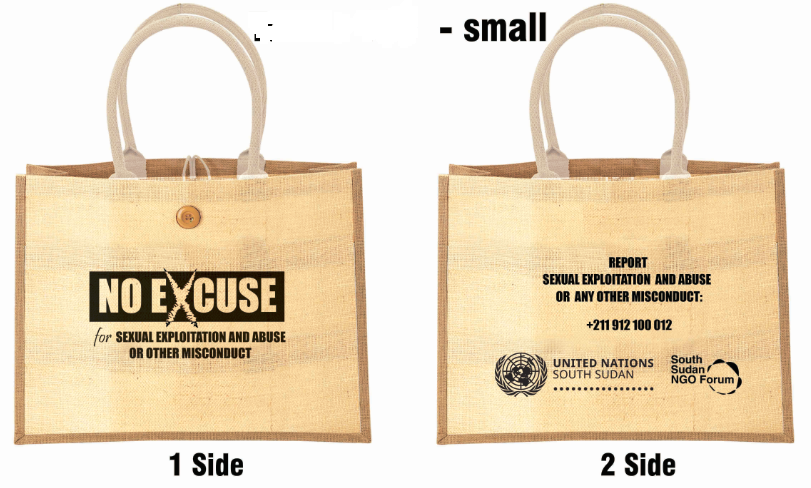 - small
NO EXCUSE
for SEXUAL EXPLOITATION AND ABUSE
OR OTHER MISCONDUCT
REPORT
SEXUAL EXPLOITATION AND ABUSE
OR ANY OTHER MISCONDUCT:
+211 912 100 012
UNITED NATIONS
SOUTH SUDAN
South
Sudan
NGO Forum
1 Side
2 Side